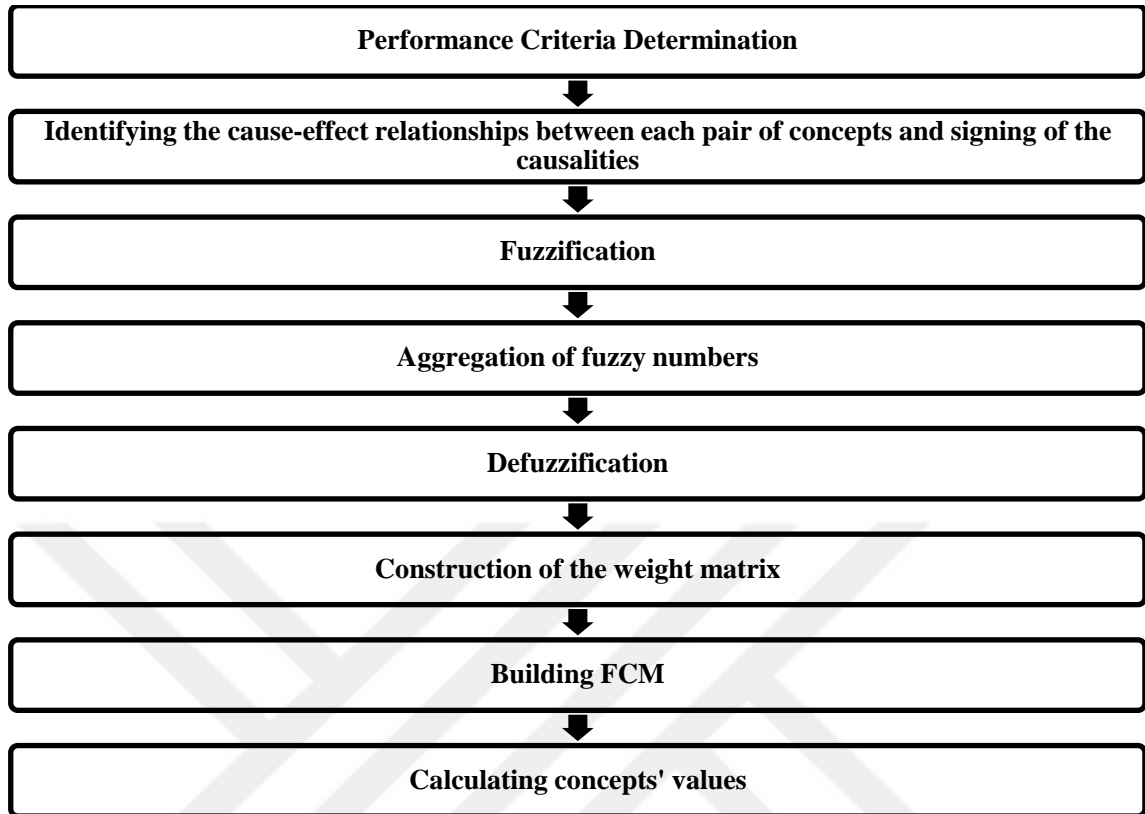 Performance Criteria Determination
Identifying the cause-effect relationships between each pair of concepts and signing of the
causalities
Fuzzification
Aggregation of fuzzy numbers
Defuzzification
Construction of the weight matrix
Building FCM
Calculating concepts' values